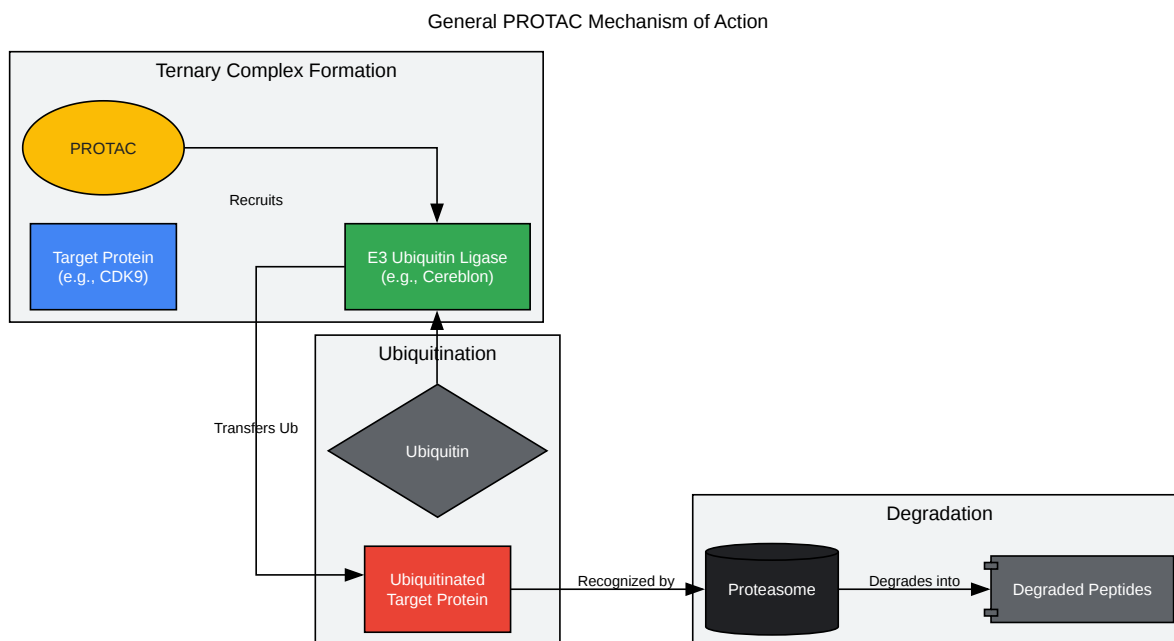 General PROTAC Mechanism of Action
Ternary Complex Formation
PROTAC
Recruits
Target Protein
(e.g., CDK9)
E3 Ubiquitin Ligase
(e.g., Cereblon)
Ubiquitination
Transfers Ub
Ubiquitin
Ubiquitinated
Target Protein
Recognized by
Degradation
Proteasome
Degrades into
Degraded Peptides